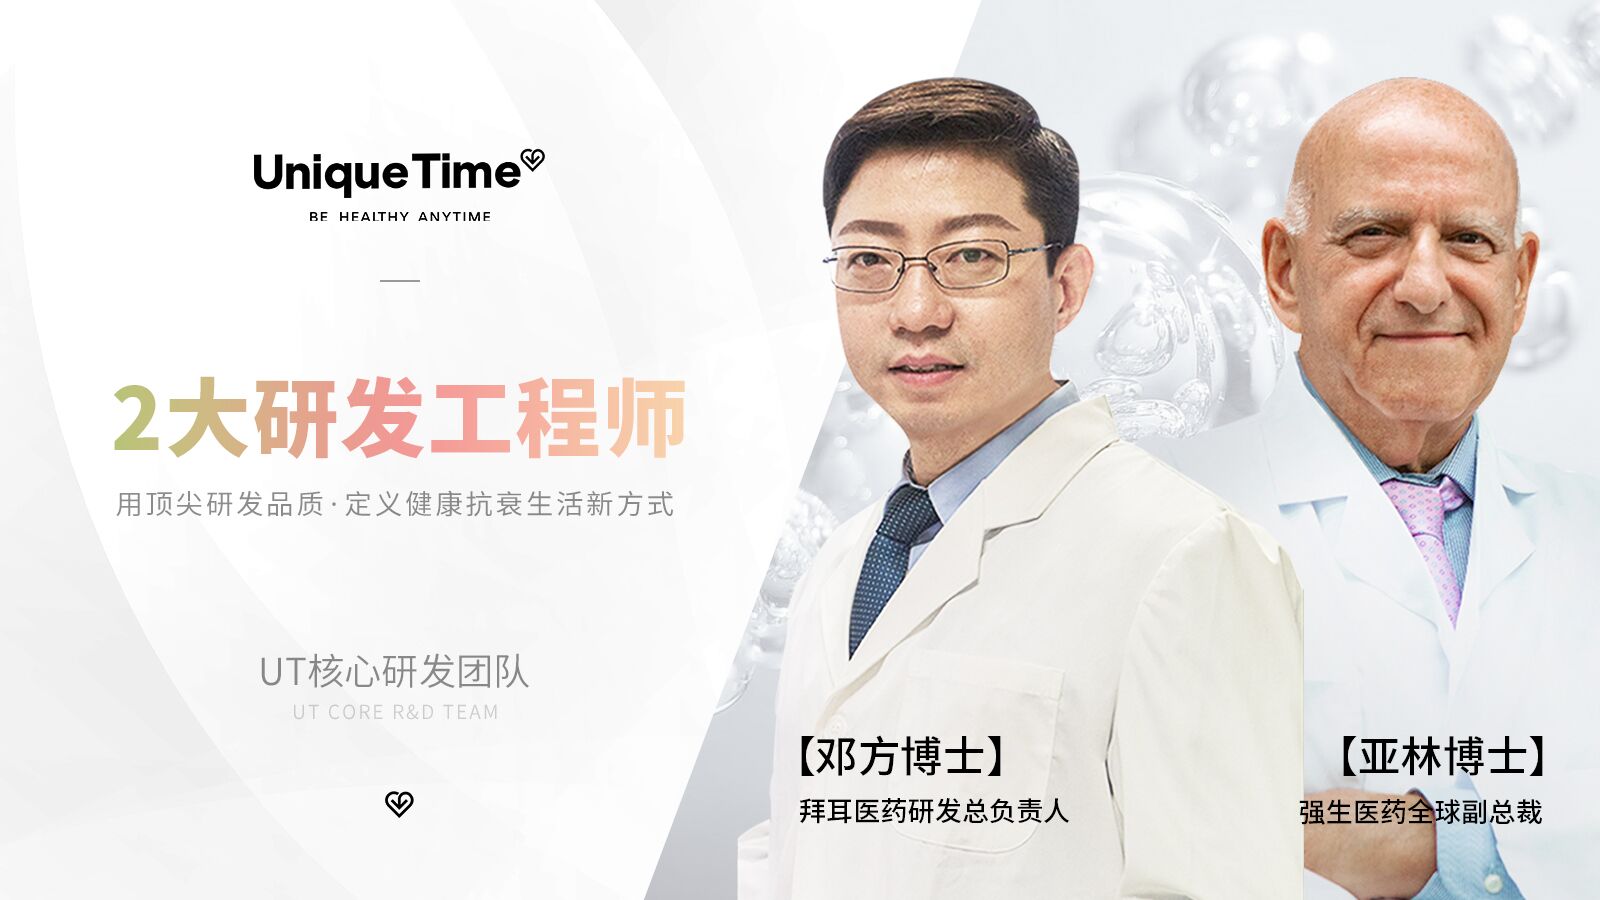 UniqueTime
BE HEALTHY ANYTIME
2大研发工程师
用顶尖研发品质·定义健康抗衰生活新方式
UT核心研发团队
UT CORE R&D TEAM
【邓方博士】
拜耳医药研发总负责人
【亚林博士】
强生医药全球副总裁